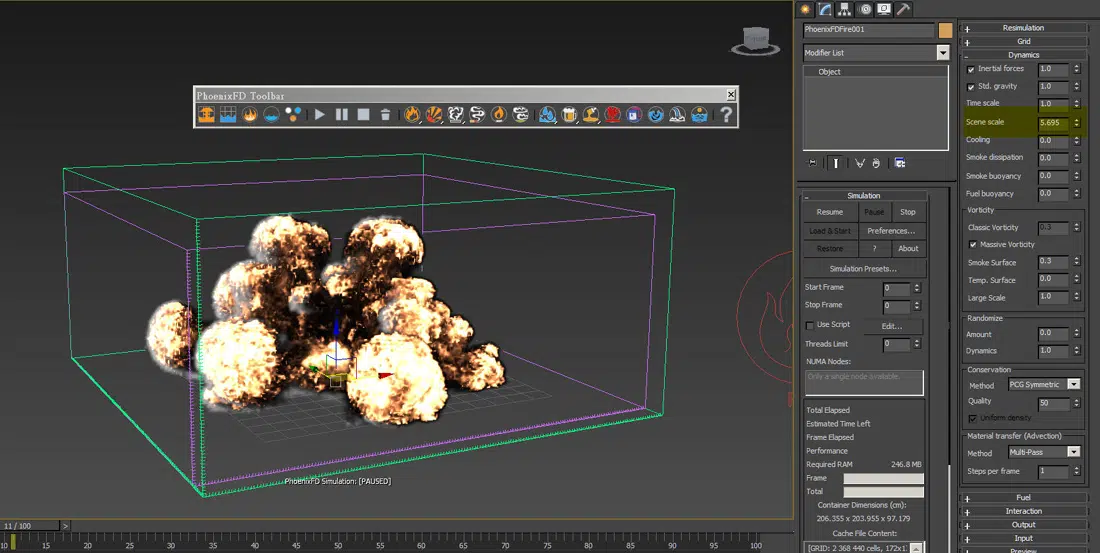 PhoenixFD Toolbar
PhoenixFD Simulation: [PAUSED]
11 / 100
>
10
15
20
25
30
35
40
45
50
55
60
65
70
75
80
85
90
95
100
PhoenixFDFire001
Modifier List
Object
Simulation
Resume
Pause
Stop
Load & Start
Preferences...
Restore
?
About
Simulation Presets...
Start Frame
0
Stop Frame
0
Use Script
Edit...
Threads Limit
0
NUMA Nodes:
Only a single node available.
Total Elapsed
Estimated Time Left
Frame Elapsed
Performance
Required RAM 246.8 MB
Frame
Total
Container Dimensions (cm):
206.355 x 203.955 x 97.179
Cache File Content:
[GRID: 2 368 440 cells, 172x1
Resimulation
Grid
Dynamics
Inertial forces 1.0
Std. gravity 1.0
Time scale 1.0
Scene scale 5.695
Cooling 0.0
Smoke dissipation 0.0
Smoke buoyancy 0.0
Fuel buoyancy 0.0
Vorticity
Classic Vorticity 0.3
Massive Vorticity
Smoke Surface 0.3
Temp. Surface 0.0
Large Scale 1.0
Randomize
Amount 0.0
Dynamics 1.0
Conservation
Method PCG Symmetric
Quality 50
Uniform density
Material transfer (Advection)
Method Multi-Pass
Steps per frame 1
Fuel
Interaction
Output
Input
Preview